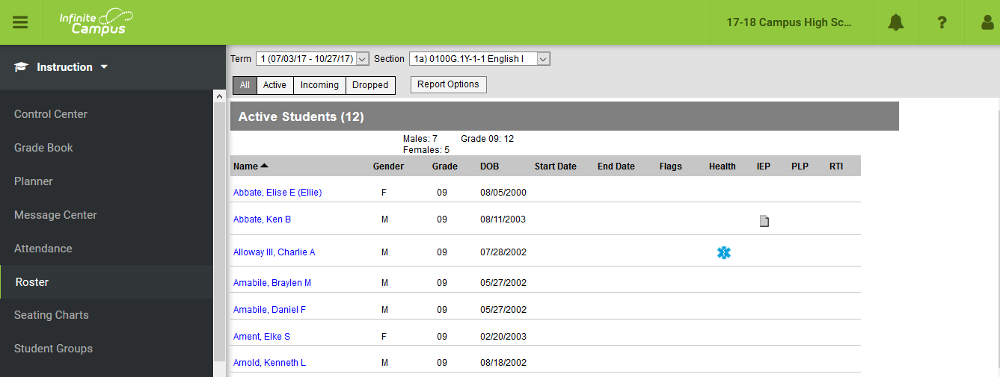 Infinite Campus
17-18 Campus High Sc...
?
Instruction
Control Center
Grade Book
Planner
Message Center
Attendance
Roster
Seating Charts
Student Groups
Term 1 (07/03/17 - 10/27/17) Section 1a) 0100G.1Y-1-1 English I
All Active Incoming Dropped Report Options
Active Students (12)
Males: 7 Grade 09: 12
Females: 5
Name Gender Grade DOB Start Date End Date Flags Health IEP PLP RTI
Abbate, Elise E (Ellie) F 09 08/05/2000
Abbate, Ken B M 09 08/11/2003
Alloway III, Charlie A M 09 07/28/2002
Amabile, Braylen M M 09 05/27/2002
Amabile, Daniel F M 09 05/27/2002
Ament, Elke S F 09 02/20/2003
Arnold, Kenneth L M 09 08/18/2002